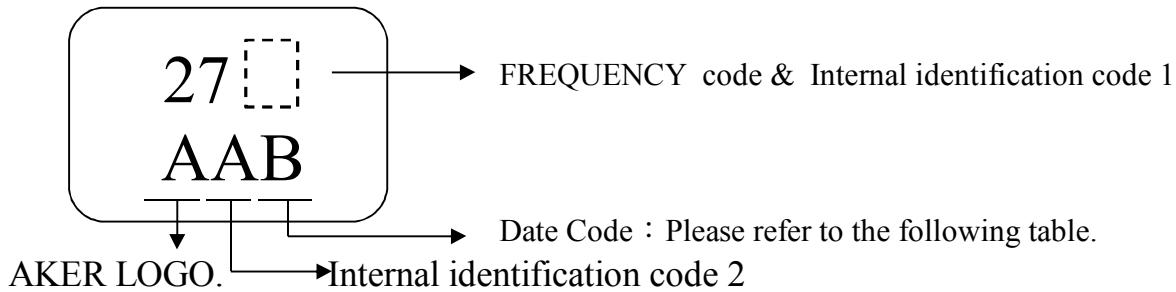 27 FREQUENCY code & Internal identification code 1
AAB
Date Code：Please refer to the following table.
AKER LOGO. Internal identification code 2